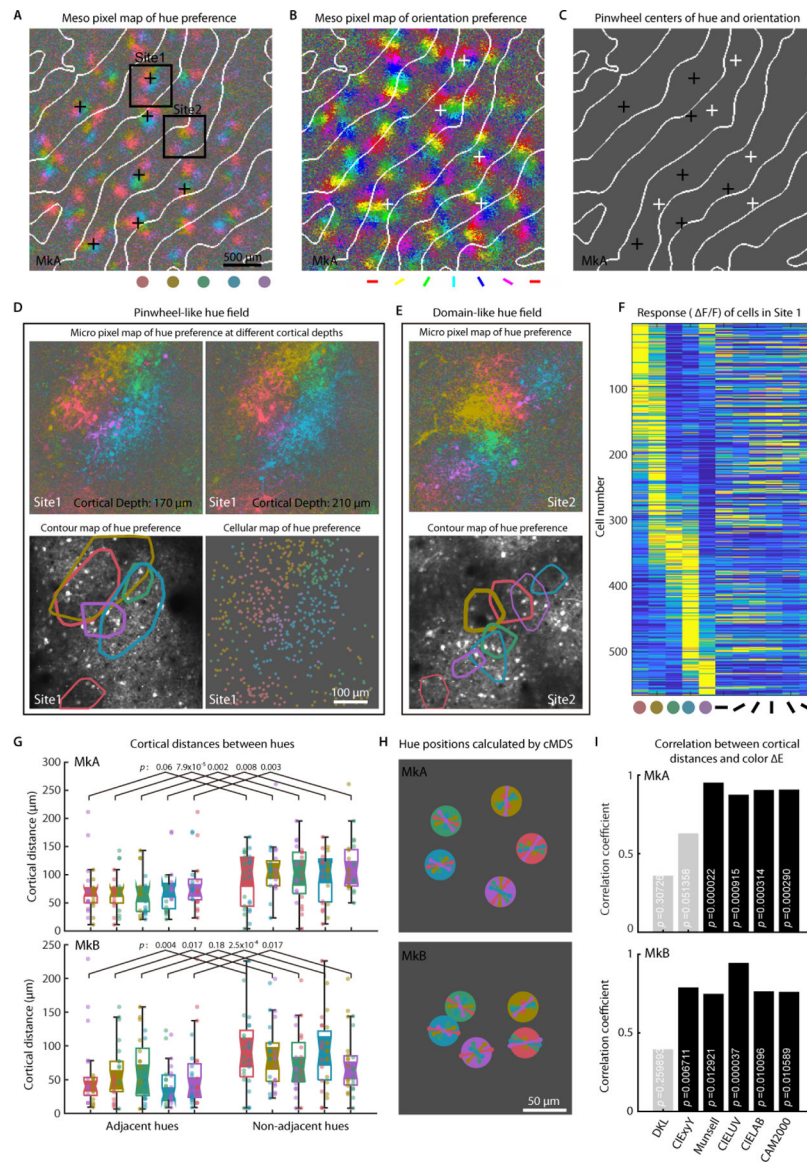 A
Meso pixel map of hue preference
Site1
Site2
MkA
500 µm
B
Meso pixel map of orientation preference
MkA
C
Pinwheel centers of hue and orientation
MkA
D
Pinwheel-like hue field
Micro pixel map of hue preference at different cortical depths
Site1
Cortical Depth: 170 µm
Site1
Cortical Depth: 210 µm
Contour map of hue preference
Cellular map of hue preference
Site1
Site1
100 µm
E
Domain-like hue field
Micro pixel map of hue preference
Site2
Contour map of hue preference
Site2
F
Response ( ΔF/F) of cells in Site 1
Cell number
100
200
300
400
500
G
Cortical distances between hues
MkA
p : 0.06 7.9x10⁻⁵ 0.002 0.008 0.003
Cortical distance (µm)
300
250
200
150
100
50
0
MkB
p : 0.004 0.017 0.18 2.5x10⁻⁴ 0.017
Cortical distance (µm)
250
200
150
100
50
0
Adjacent hues
Non-adjacent hues
H
Hue positions calculated by cMDS
MkA
MkB
50 µm
I
Correlation between cortical
distances and color ΔE
MkA
Correlation coefficient
1
0.5
0
p=0.30726
p=0.051358
p=0.000022
p=0.000915
p=0.000314
p=0.000290
MkB
Correlation coefficient
1
0.5
0
p=0.259893
p=0.006711
p=0.012921
p=0.000037
p=0.010096
p=0.010589
DKL
CIExyY
Munsell
CIELUV
CIELAB
CAM2000